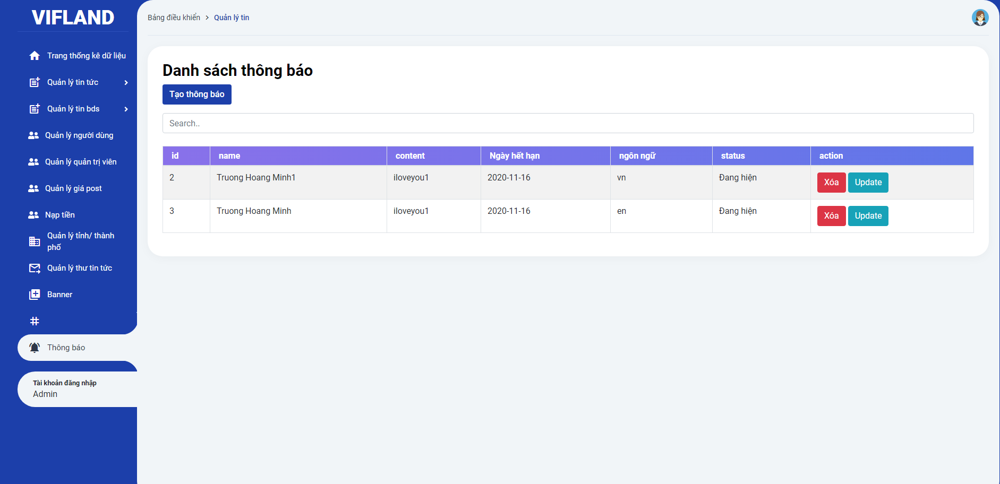 VIFLAND
Trang thống kê dữ liệu
Quản lý tin tức
Quản lý tin bds
Quản lý người dùng
Quản lý quản trị viên
Quản lý giá post
Nạp tiền
Quản lý tỉnh/ thành
phố
Quản lý thư tin tức
Banner
#
Thông báo
Tài khoản đăng nhập
Admin
Bảng điều khiển > Quản lý tin
Danh sách thông báo
Tạo thông báo
Search..
id name content Ngày hết hạn ngôn ngữ status action
2 Truong Hoang Minh1 iloveyou1 2020-11-16 vn Đang hiện Xóa Update
3 Truong Hoang Minh iloveyou1 2020-11-16 en Đang hiện Xóa Update